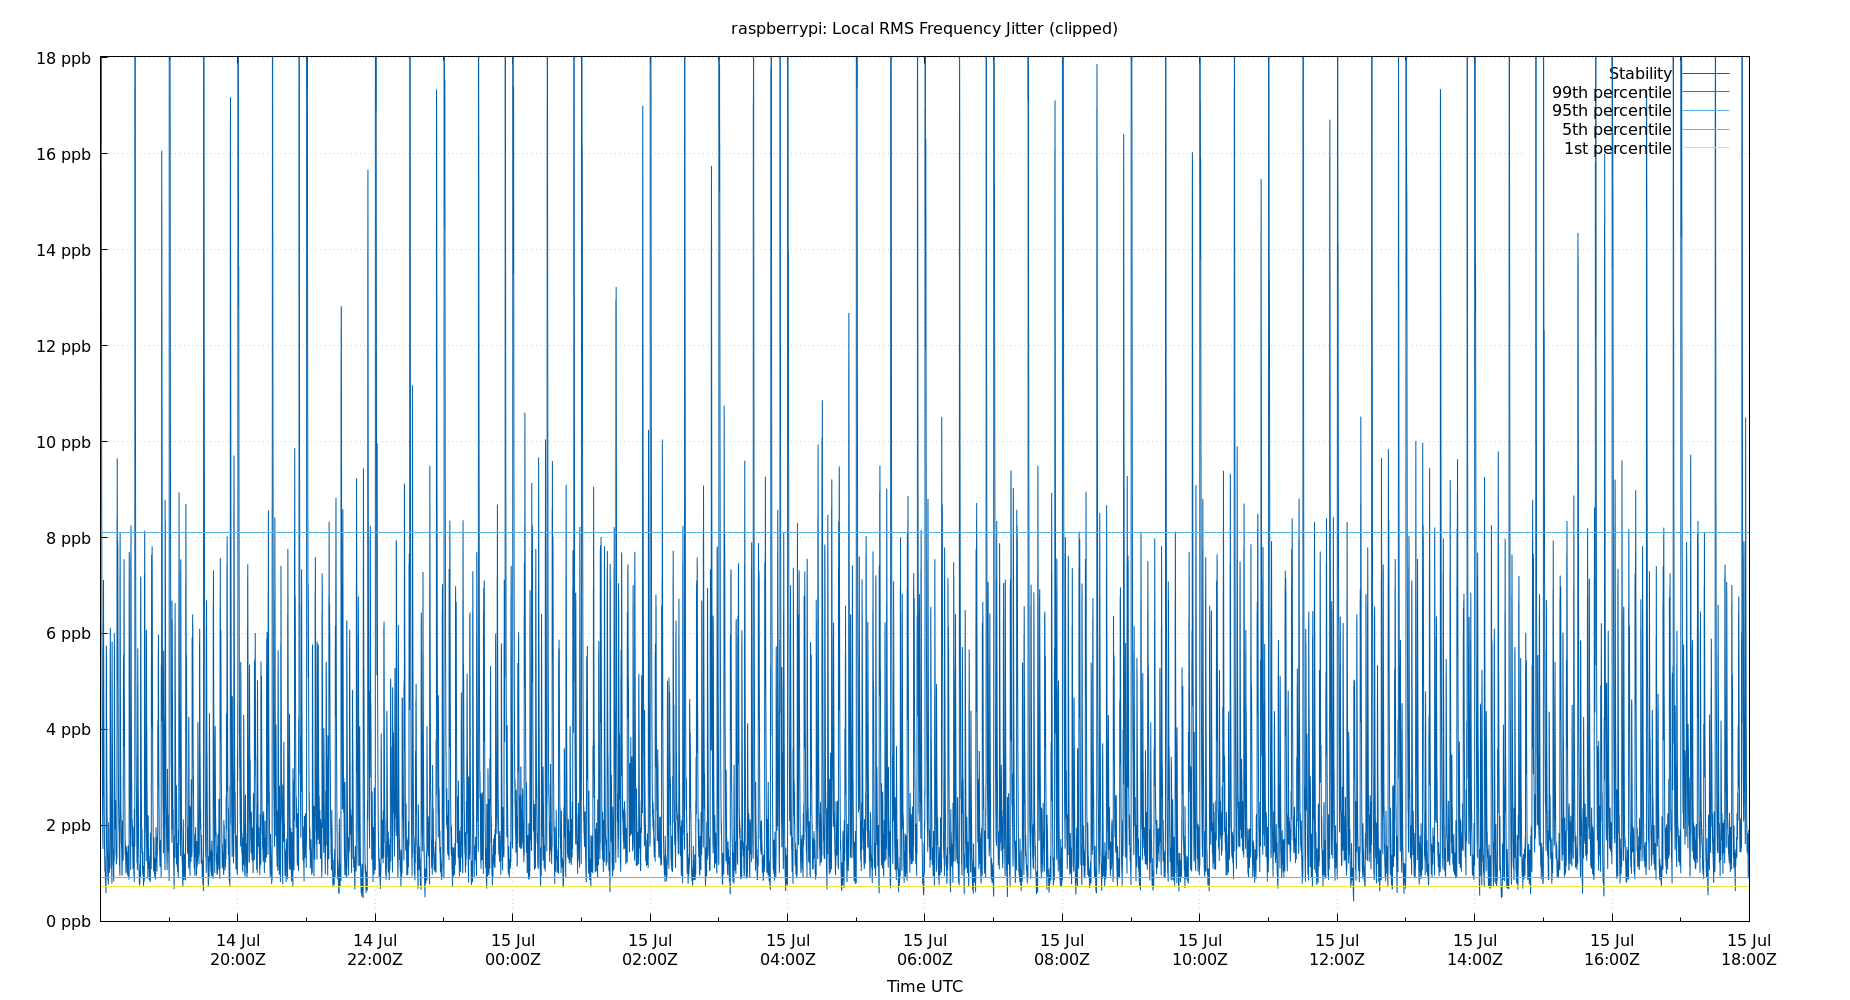 raspberrypi: Local RMS Frequency Jitter (clipped)
18 ppb
16 ppb
14 ppb
12 ppb
10 ppb
8 ppb
6 ppb
4 ppb
2 ppb
0 ppb
Stability
99th percentile
95th percentile
5th percentile
1st percentile
14 Jul 14 Jul 15 Jul 15 Jul 15 Jul 15 Jul 15 Jul 15 Jul 15 Jul 15 Jul 15 Jul 15 Jul
20:00Z 22:00Z 00:00Z 02:00Z 04:00Z 06:00Z 08:00Z 10:00Z 12:00Z 14:00Z 16:00Z 18:00Z
Time UTC